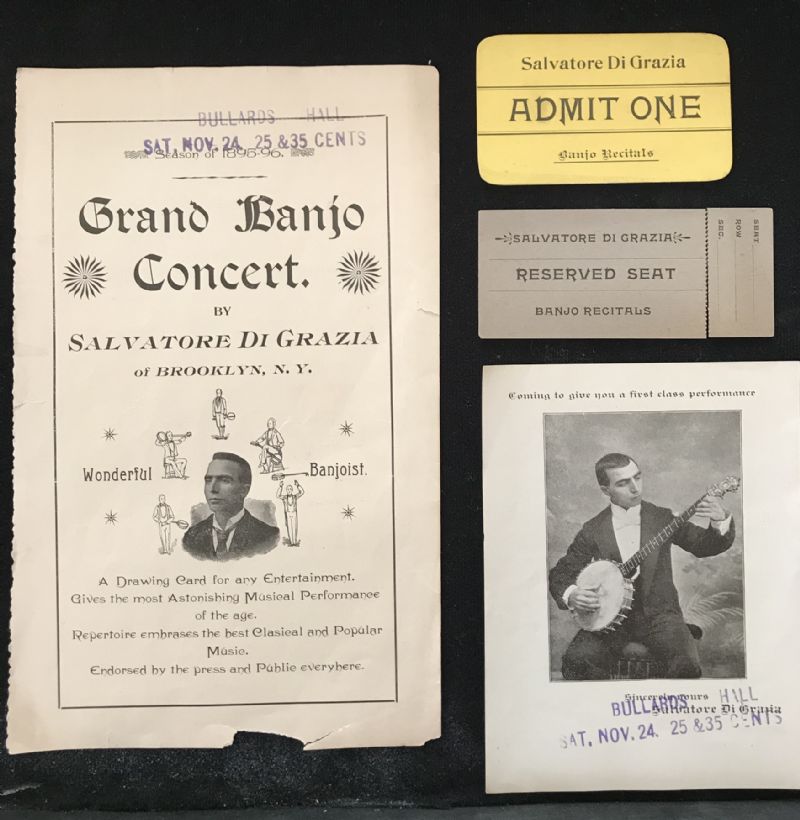 BULLARDS HALL
SAT, NOV. 24, 25 & 35 CENTS
Season of 1895-96.
Grand Banjo
Concert.
BY
SALVATORE DI GRAZIA
of BROOKLYN, N. Y.
Wonderful Banjoist.
A Drawing Card for any Entertainment.
Gives the most Astonishing Musical Performance
of the age.
Repertoire embrases the best Clasical and Popular
Music.
Endorsed by the press and Public everyhere.
Salvatore Di Grazia
ADMIT ONE
Banjo Recitals
SALVATORE DI GRAZIA
RESERVED SEAT
BANJO RECITALS
SEAT
ROW
SEC.
Coming to give you a first class performance
Sincerely yours
Salvatore Di Grazia
BULLARDS HALL
SAT, NOV. 24, 25 & 35 CENTS